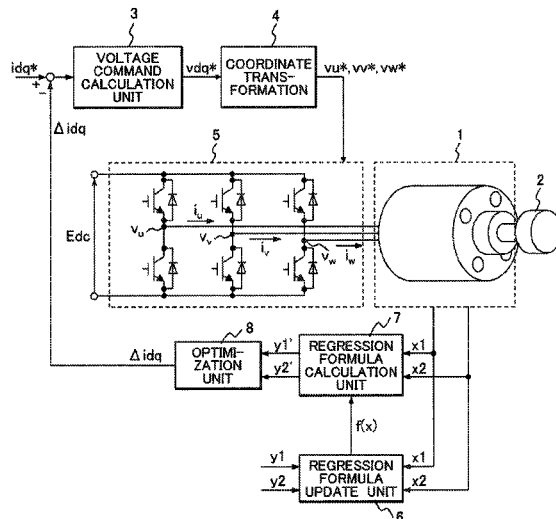 3
4
idq*
+
−
VOLTAGE
COMMAND
CALCULATION
UNIT
vdq*
COORDINATE
TRANS-
FORMATION
vu*, vv*, vw*
Δidq
5
1
2
Edc
iu
vu
vv
iv
vw
iw
7
8
OPTIMI-
ZATION
UNIT
Δidq
y1'
y2'
REGRESSION
FORMULA
CALCULATION
UNIT
x1
x2
f(x)
y1
y2
REGRESSION
FORMULA
UPDATE UNIT
x1
x2
6